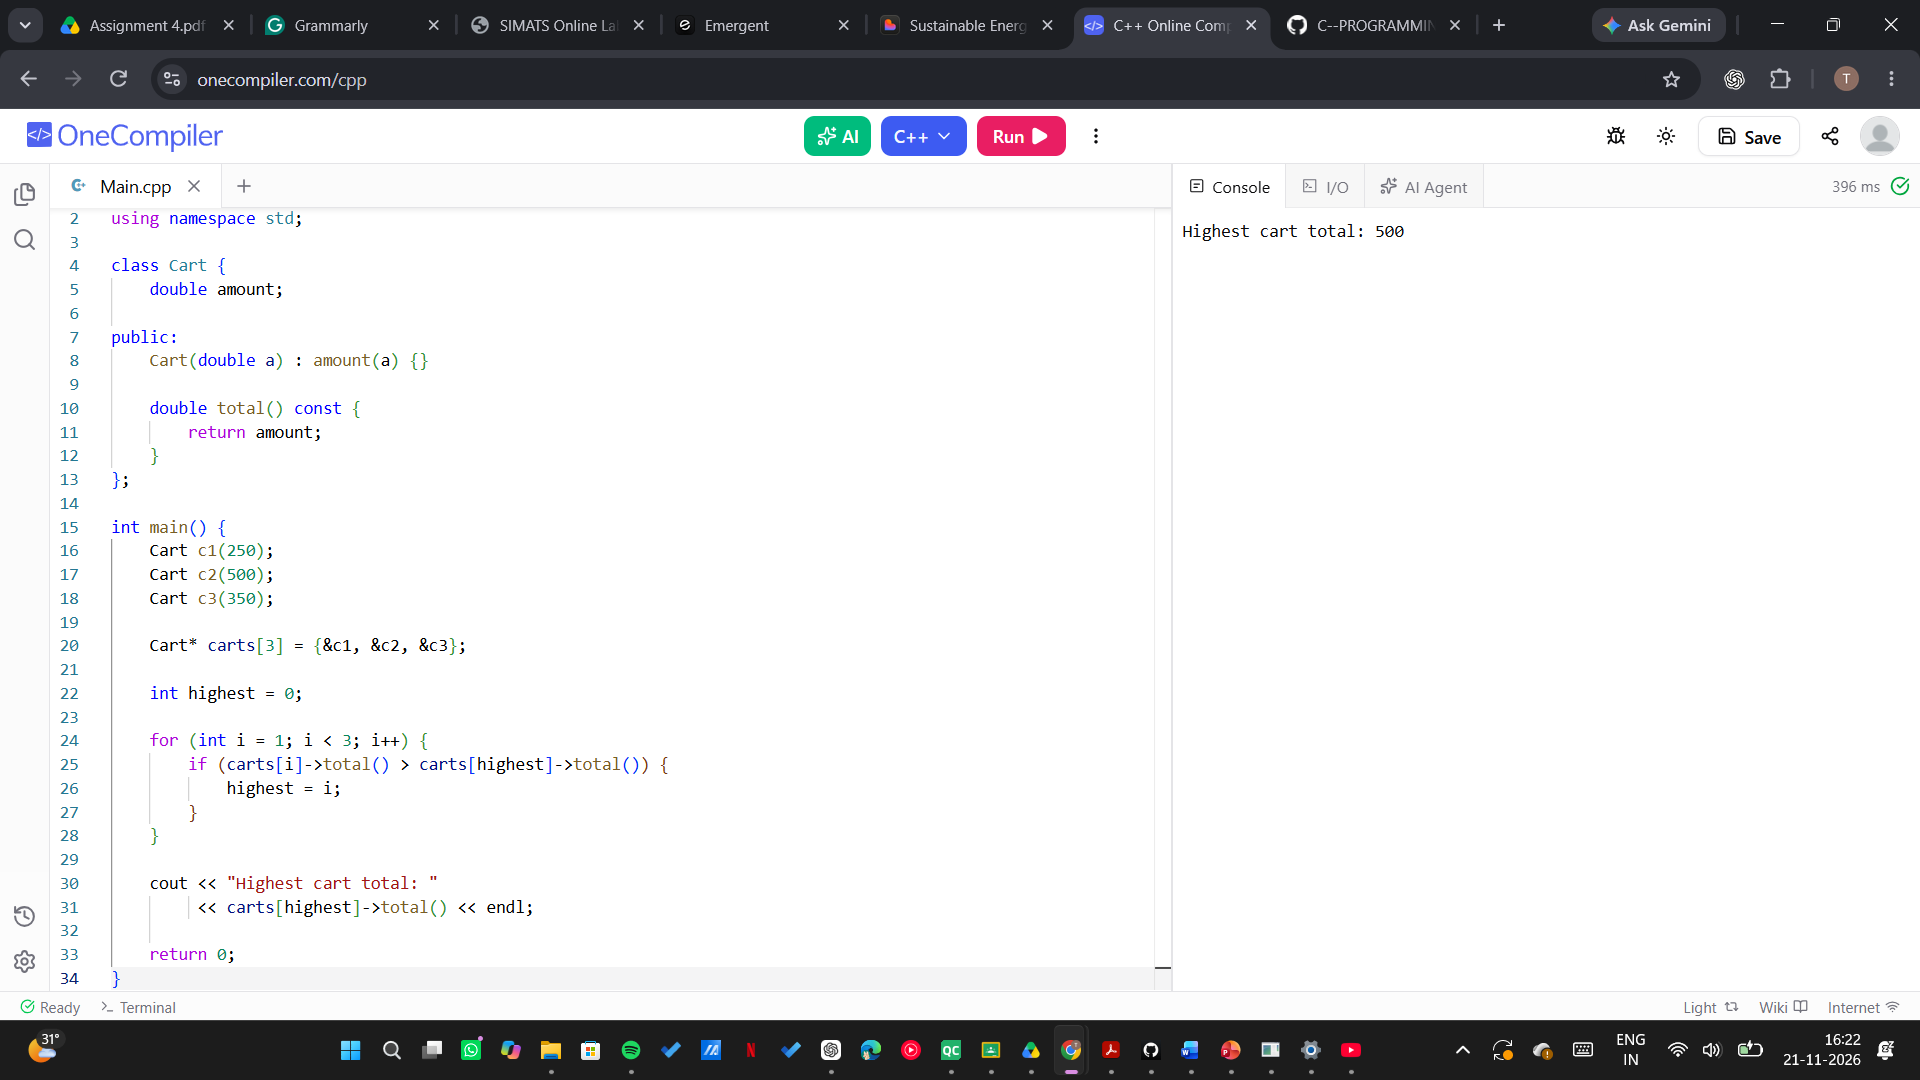 Assignment 4.pdf
Grammarly
SIMATS Online La
Emergent
Sustainable Energ
C++ Online Comp
C--PROGRAMMIN
Ask Gemini
onecompiler.com/cpp
T
</> OneCompiler
AI
C++
Run
Save
Main.cpp
Console
I/O
AI Agent
396 ms
2 using namespace std;
3
4 class Cart {
5 double amount;
6
7 public:
8 Cart(double a) : amount(a) {}
9
10 double total() const {
11 return amount;
12 }
13 };
14
15 int main() {
16 Cart c1(250);
17 Cart c2(500);
18 Cart c3(350);
19
20 Cart* carts[3] = {&c1, &c2, &c3};
21
22 int highest = 0;
23
24 for (int i = 1; i < 3; i++) {
25 if (carts[i]->total() > carts[highest]->total()) {
26 highest = i;
27 }
28 }
29
30 cout << "Highest cart total: "
31 << carts[highest]->total() << endl;
32
33 return 0;
34 }
Highest cart total: 500
Ready
Terminal
Light
Wiki
Internet
31°
ENG
IN
16:22
21-11-2026